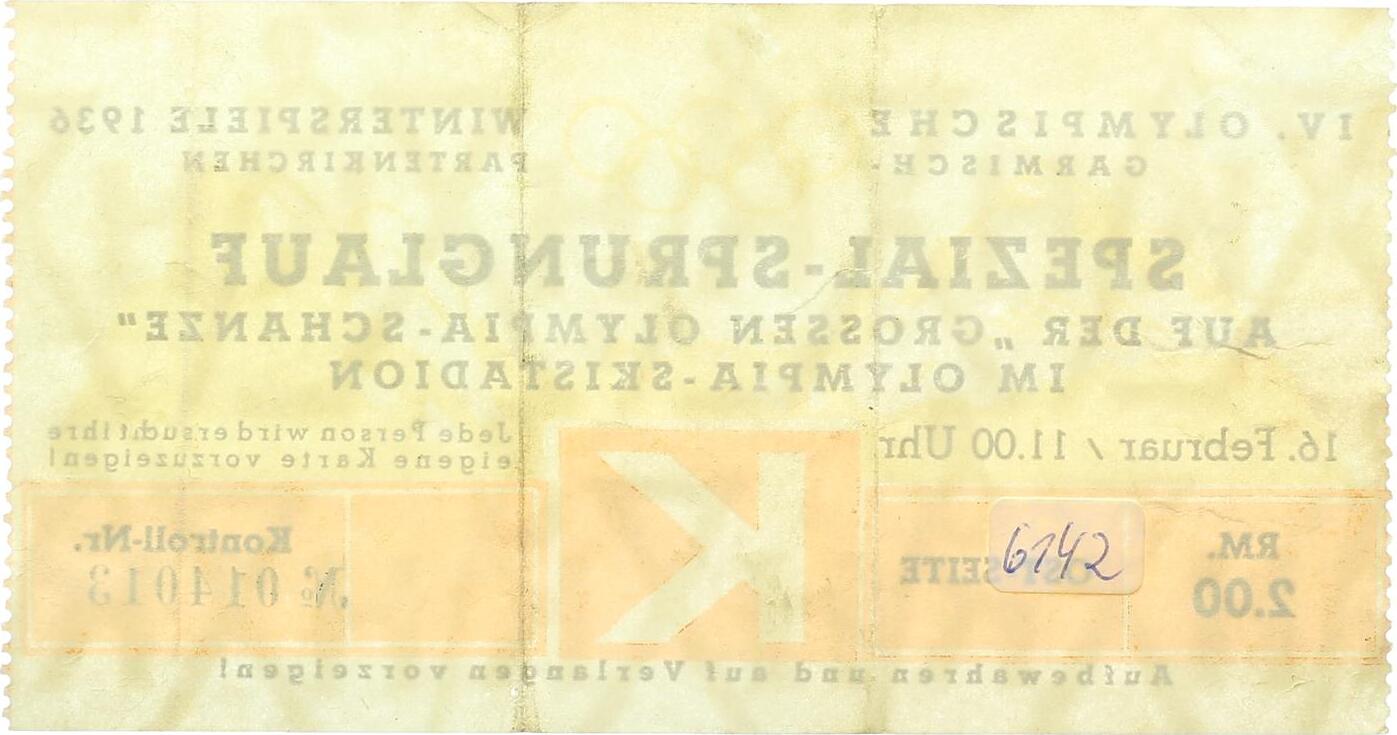 IV. OLYMPISCHE WINTERSPIELE 1936
GARMISCH- PARTENKIRCHEN
SPEZIAL-SPRUNGLAUF
AUF DER „GROSSEN OLYMPIA-SCHANZE"
IM OLYMPIA-SKISTADION
16. Februar / 11.00 Uhr
Jede Person wird ersucht ihre
eigene Karte vorzuzeigen!
RM.
2.00
OST-SEITE
6142
K
Kontroll-Nr.
№ 014013
Aufbewahren und auf Verlangen vorzeigen!